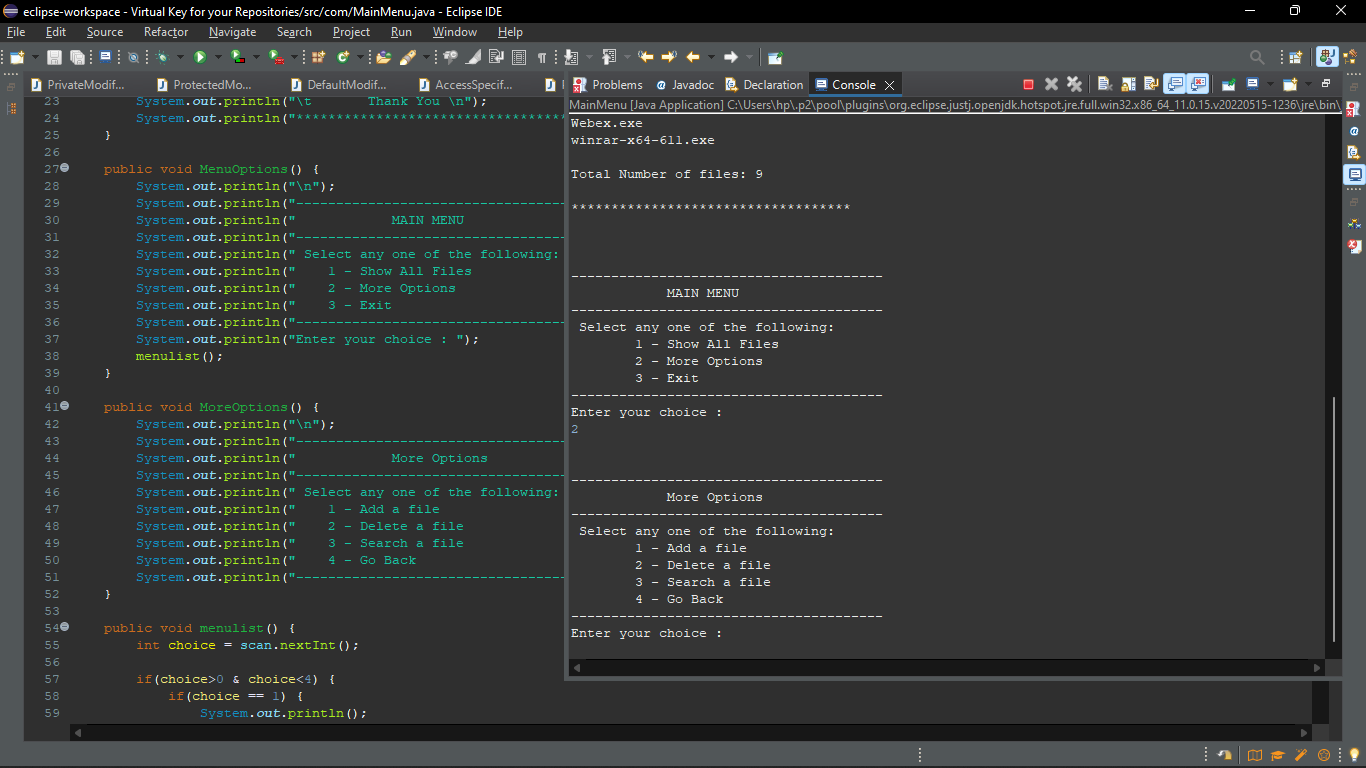 eclipse-workspace - Virtual Key for your Repositories/src/com/MainMenu.java - Eclipse IDE
File Edit Source Refactor Navigate Search Project Run Window Help
PrivateModif... ProtectedMo... DefaultModif... AccessSpecif...
23 System.out.println("\t Thank You \n");
24 System.out.println("**********************************
25 }
26
27 public void MenuOptions() {
28 System.out.println("\n");
29 System.out.println("----------------------------------
30 System.out.println(" MAIN MENU
31 System.out.println("----------------------------------
32 System.out.println(" Select any one of the following:
33 System.out.println(" 1 - Show All Files
34 System.out.println(" 2 - More Options
35 System.out.println(" 3 - Exit
36 System.out.println("----------------------------------
37 System.out.println("Enter your choice : ");
38 menulist();
39 }
40
41 public void MoreOptions() {
42 System.out.println("\n");
43 System.out.println("----------------------------------
44 System.out.println(" More Options
45 System.out.println("----------------------------------
46 System.out.println(" Select any one of the following:
47 System.out.println(" 1 - Add a file
48 System.out.println(" 2 - Delete a file
49 System.out.println(" 3 - Search a file
50 System.out.println(" 4 - Go Back
51 System.out.println("----------------------------------
52 }
53
54 public void menulist() {
55 int choice = scan.nextInt();
56
57 if(choice>0 & choice<4) {
58 if(choice == 1) {
59 System.out.println();
Problems Javadoc Declaration Console
MainMenu [Java Application] C:\Users\hp\.p2\pool\plugins\org.eclipse.justj.openjdk.hotspot.jre.full.win32.x86_64_11.0.15.v20220515-1236\jre\bin\
Webex.exe
winrar-x64-611.exe
Total Number of files: 9
***********************************
---------------------------------------
MAIN MENU
---------------------------------------
Select any one of the following:
1 - Show All Files
2 - More Options
3 - Exit
---------------------------------------
Enter your choice :
2
---------------------------------------
More Options
---------------------------------------
Select any one of the following:
1 - Add a file
2 - Delete a file
3 - Search a file
4 - Go Back
---------------------------------------
Enter your choice :